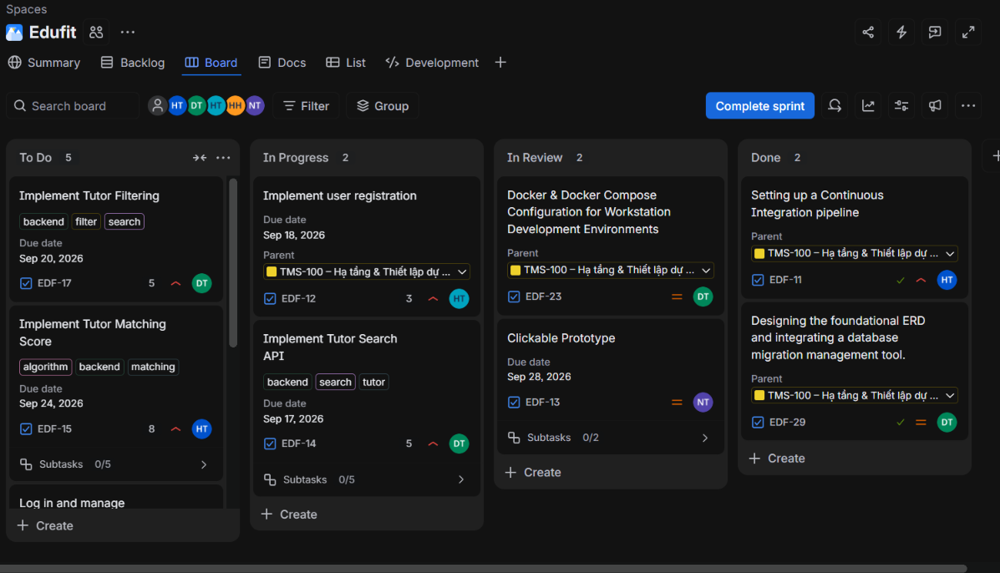 Spaces
Edufit
Summary
Backlog
Board
Docs
List
Development
Search board
HT
DT
HT
HH
NT
Filter
Group
Complete sprint
To Do 5
Implement Tutor Filtering
backend filter search
Due date
Sep 20, 2026
EDF-17 5 DT
Implement Tutor Matching
Score
algorithm backend matching
Due date
Sep 24, 2026
EDF-15 8 HT
Subtasks 0/5
Log in and manage
Create
In Progress 2
Implement user registration
Due date
Sep 18, 2026
Parent
TMS-100 – Hạ tầng & Thiết lập dự ...
EDF-12 3 HT
Implement Tutor Search
API
backend search tutor
Due date
Sep 17, 2026
EDF-14 5 DT
Subtasks 0/5
Create
In Review 2
Docker & Docker Compose
Configuration for Workstation
Development Environments
Parent
TMS-100 – Hạ tầng & Thiết lập dự ...
EDF-23 DT
Clickable Prototype
Due date
Sep 28, 2026
EDF-13 NT
Subtasks 0/2
Create
Done 2
Setting up a Continuous
Integration pipeline
Parent
TMS-100 – Hạ tầng & Thiết lập dự ...
EDF-11 HT
Designing the foundational ERD
and integrating a database
migration management tool.
Parent
TMS-100 – Hạ tầng & Thiết lập dự ...
EDF-29 DT
Create